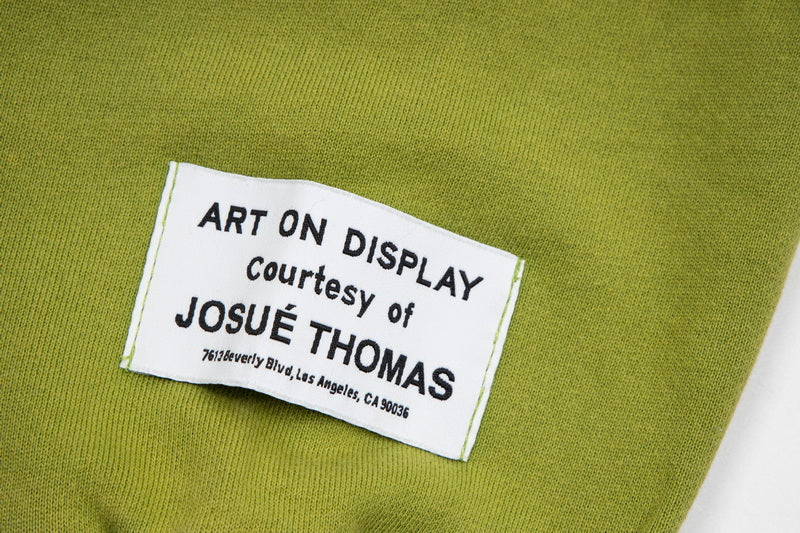 ART ON DISPLAY
courtesy of
JOSUÉ THOMAS
7613 Beverly Blvd, Los Angeles, CA 90036